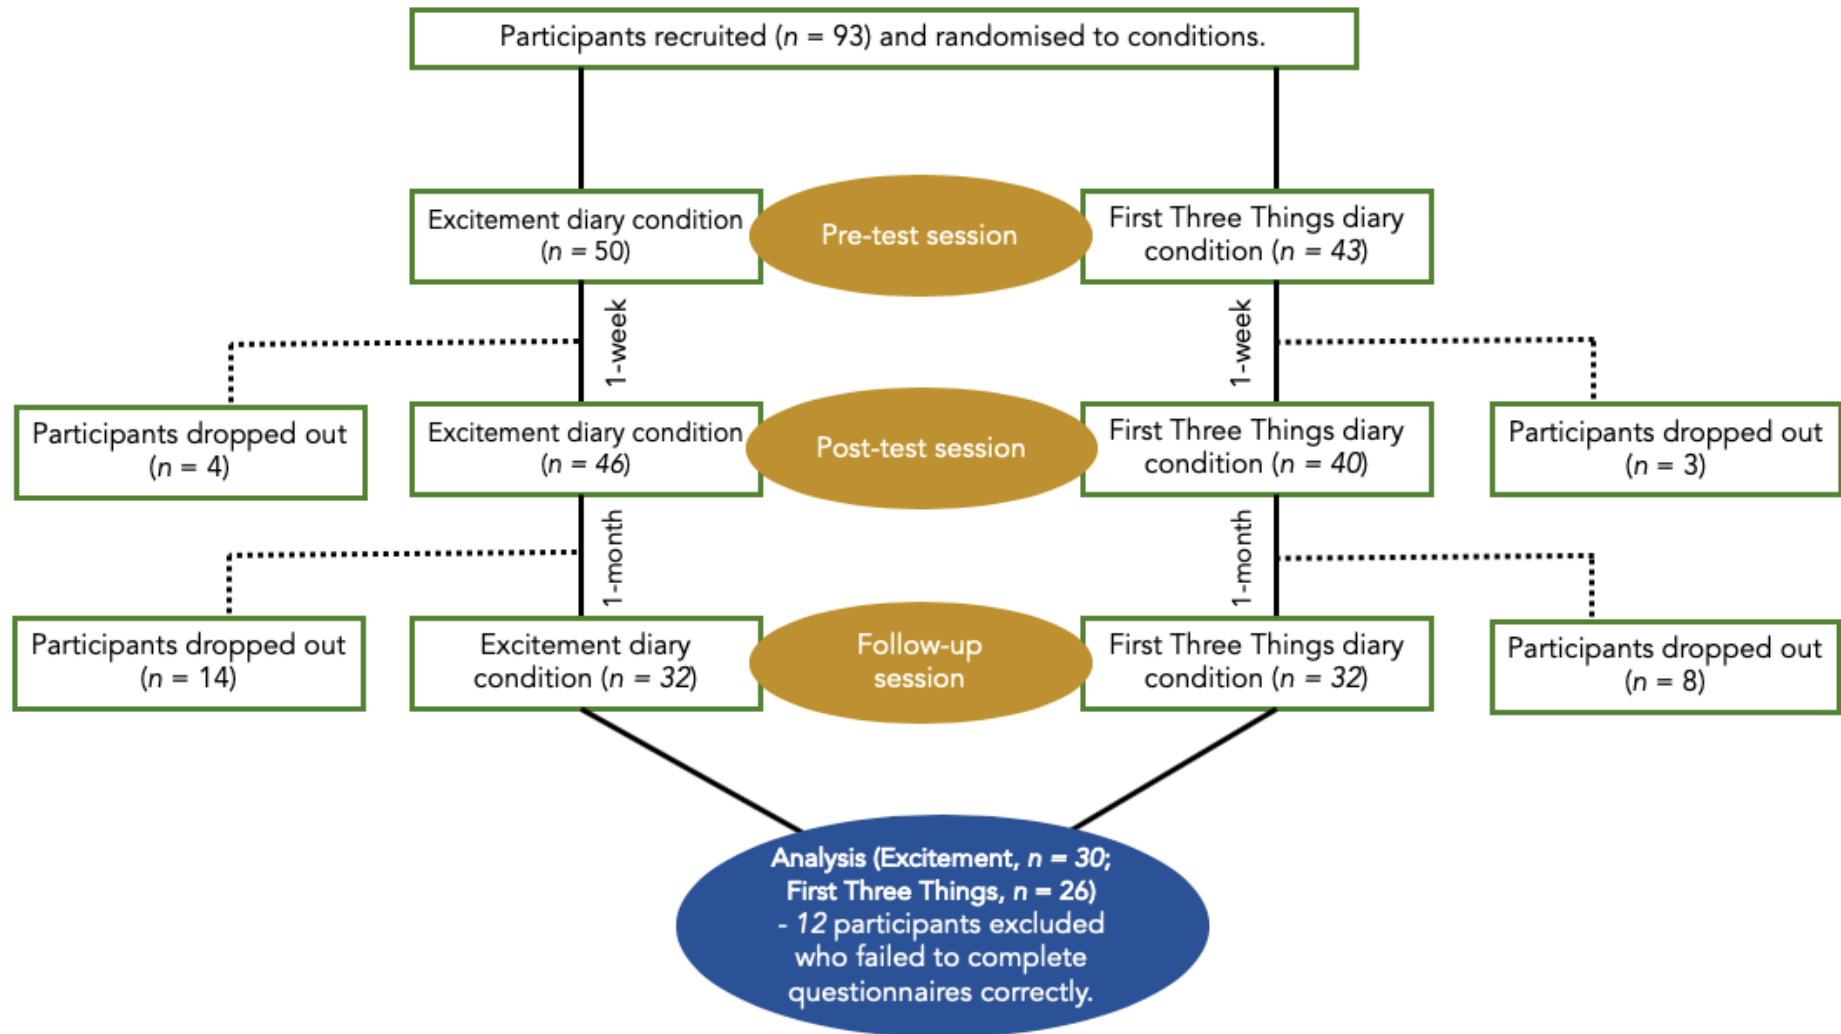 Participants recruited (n = 93) and randomised to conditions.
Excitement diary condition
(n = 50)
Pre-test session
First Three Things diary
condition (n = 43)
1-week
1-week
Participants dropped out
(n = 4)
Excitement diary condition
(n = 46)
Post-test session
First Three Things diary
condition (n = 40)
Participants dropped out
(n = 3)
1-month
1-month
Participants dropped out
(n = 14)
Excitement diary
condition (n = 32)
Follow-up
session
First Three Things diary
condition (n = 32)
Participants dropped out
(n = 8)
Analysis (Excitement, n = 30;
First Three Things, n = 26)
- 12 participants excluded
who failed to complete
questionnaires correctly.